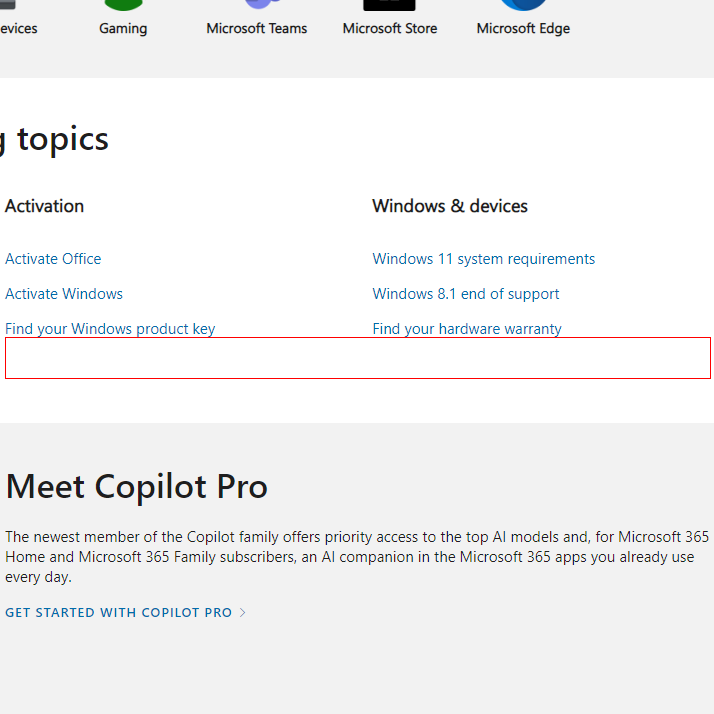 Gaming
Microsoft Teams
Microsoft Store
Microsoft Edge
topics
Activation
Activate Office
Activate Windows
Find your Windows product key
Windows & devices
Windows 11 system requirements
Windows 8.1 end of support
Find your hardware warranty
Meet Copilot Pro
The newest member of the Copilot family offers priority access to the top AI models and, for Microsoft 365
Home and Microsoft 365 Family subscribers, an AI companion in the Microsoft 365 apps you already use
every day.
GET STARTED WITH COPILOT PRO